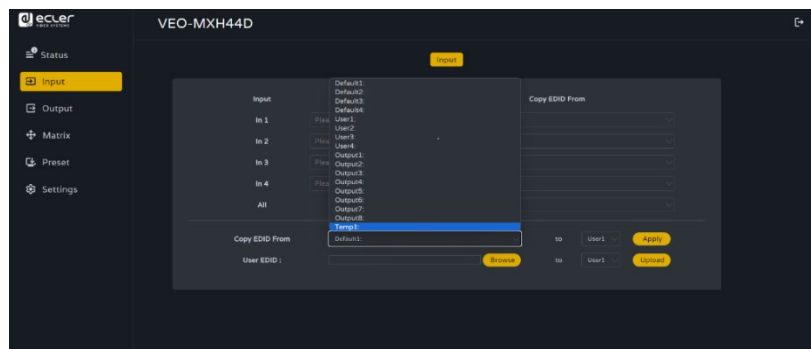 ecler
VEO-MXH44D
Status
Input
Output
Matrix
Preset
Settings
Input
Input
Copy EDID From
In 1
In 2
In 3
In 4
All
Default1:
Default2:
Default3:
Default4:
User1:
User2:
User3:
User4:
Output1:
Output2:
Output3:
Output4:
Output5:
Output6:
Output7:
Output8:
Temp1:
Copy EDID From Default1: to User1 Apply
User EDID : Browse to User1 Upload